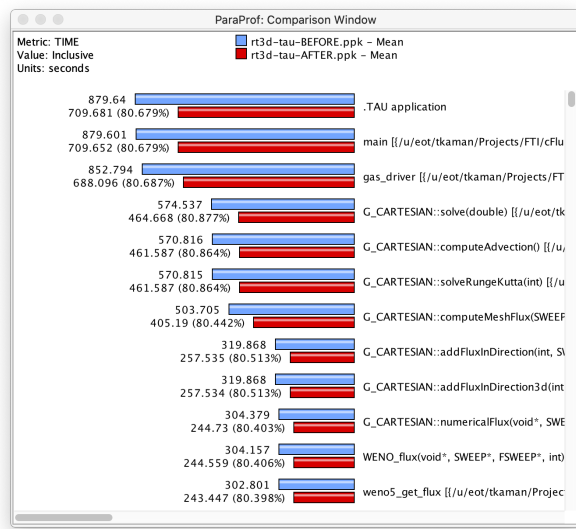 ParaProf: Comparison Window
Metric: TIME
Value: Inclusive
Units: seconds
rt3d-tau-BEFORE.ppk – Mean
rt3d-tau-AFTER.ppk – Mean
879.64
709.681 (80.679%)
.TAU application
879.601
709.652 (80.679%)
main [{/u/eot/tkaman/Projects/FTI/cFlu
852.794
688.096 (80.687%)
gas_driver [{/u/eot/tkaman/Projects/FT
574.537
464.668 (80.877%)
G_CARTESIAN::solve(double) [{/u/eot/tk
570.816
461.587 (80.864%)
G_CARTESIAN::computeAdvection() [{/u/
570.815
461.587 (80.864%)
G_CARTESIAN::solveRungeKutta(int) [{/u
503.705
405.19 (80.442%)
G_CARTESIAN::computeMeshFlux(SWEEP
319.868
257.535 (80.513%)
G_CARTESIAN::addFluxInDirection(int, SW
319.868
257.534 (80.513%)
G_CARTESIAN::addFluxInDirection3d(int
304.379
244.73 (80.403%)
G_CARTESIAN::numericalFlux(void*, SWE
304.157
244.559 (80.406%)
WENO_flux(void*, SWEEP*, FSWEEP*, int)
302.801
243.447 (80.398%)
weno5_get_flux [{/u/eot/tkaman/Projec